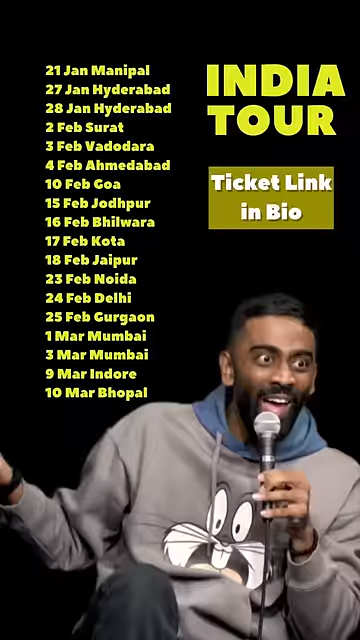 21 Jan Manipal
27 Jan Hyderabad
28 Jan Hyderabad
2 Feb Surat
3 Feb Vadodara
4 Feb Ahmedabad
10 Feb Goa
15 Feb Jodhpur
16 Feb Bhilwara
17 Feb Kota
18 Feb Jaipur
23 Feb Noida
24 Feb Delhi
25 Feb Gurgaon
1 Mar Mumbai
3 Mar Mumbai
9 Mar Indore
10 Mar Bhopal
INDIA
TOUR
Ticket Link
in Bio